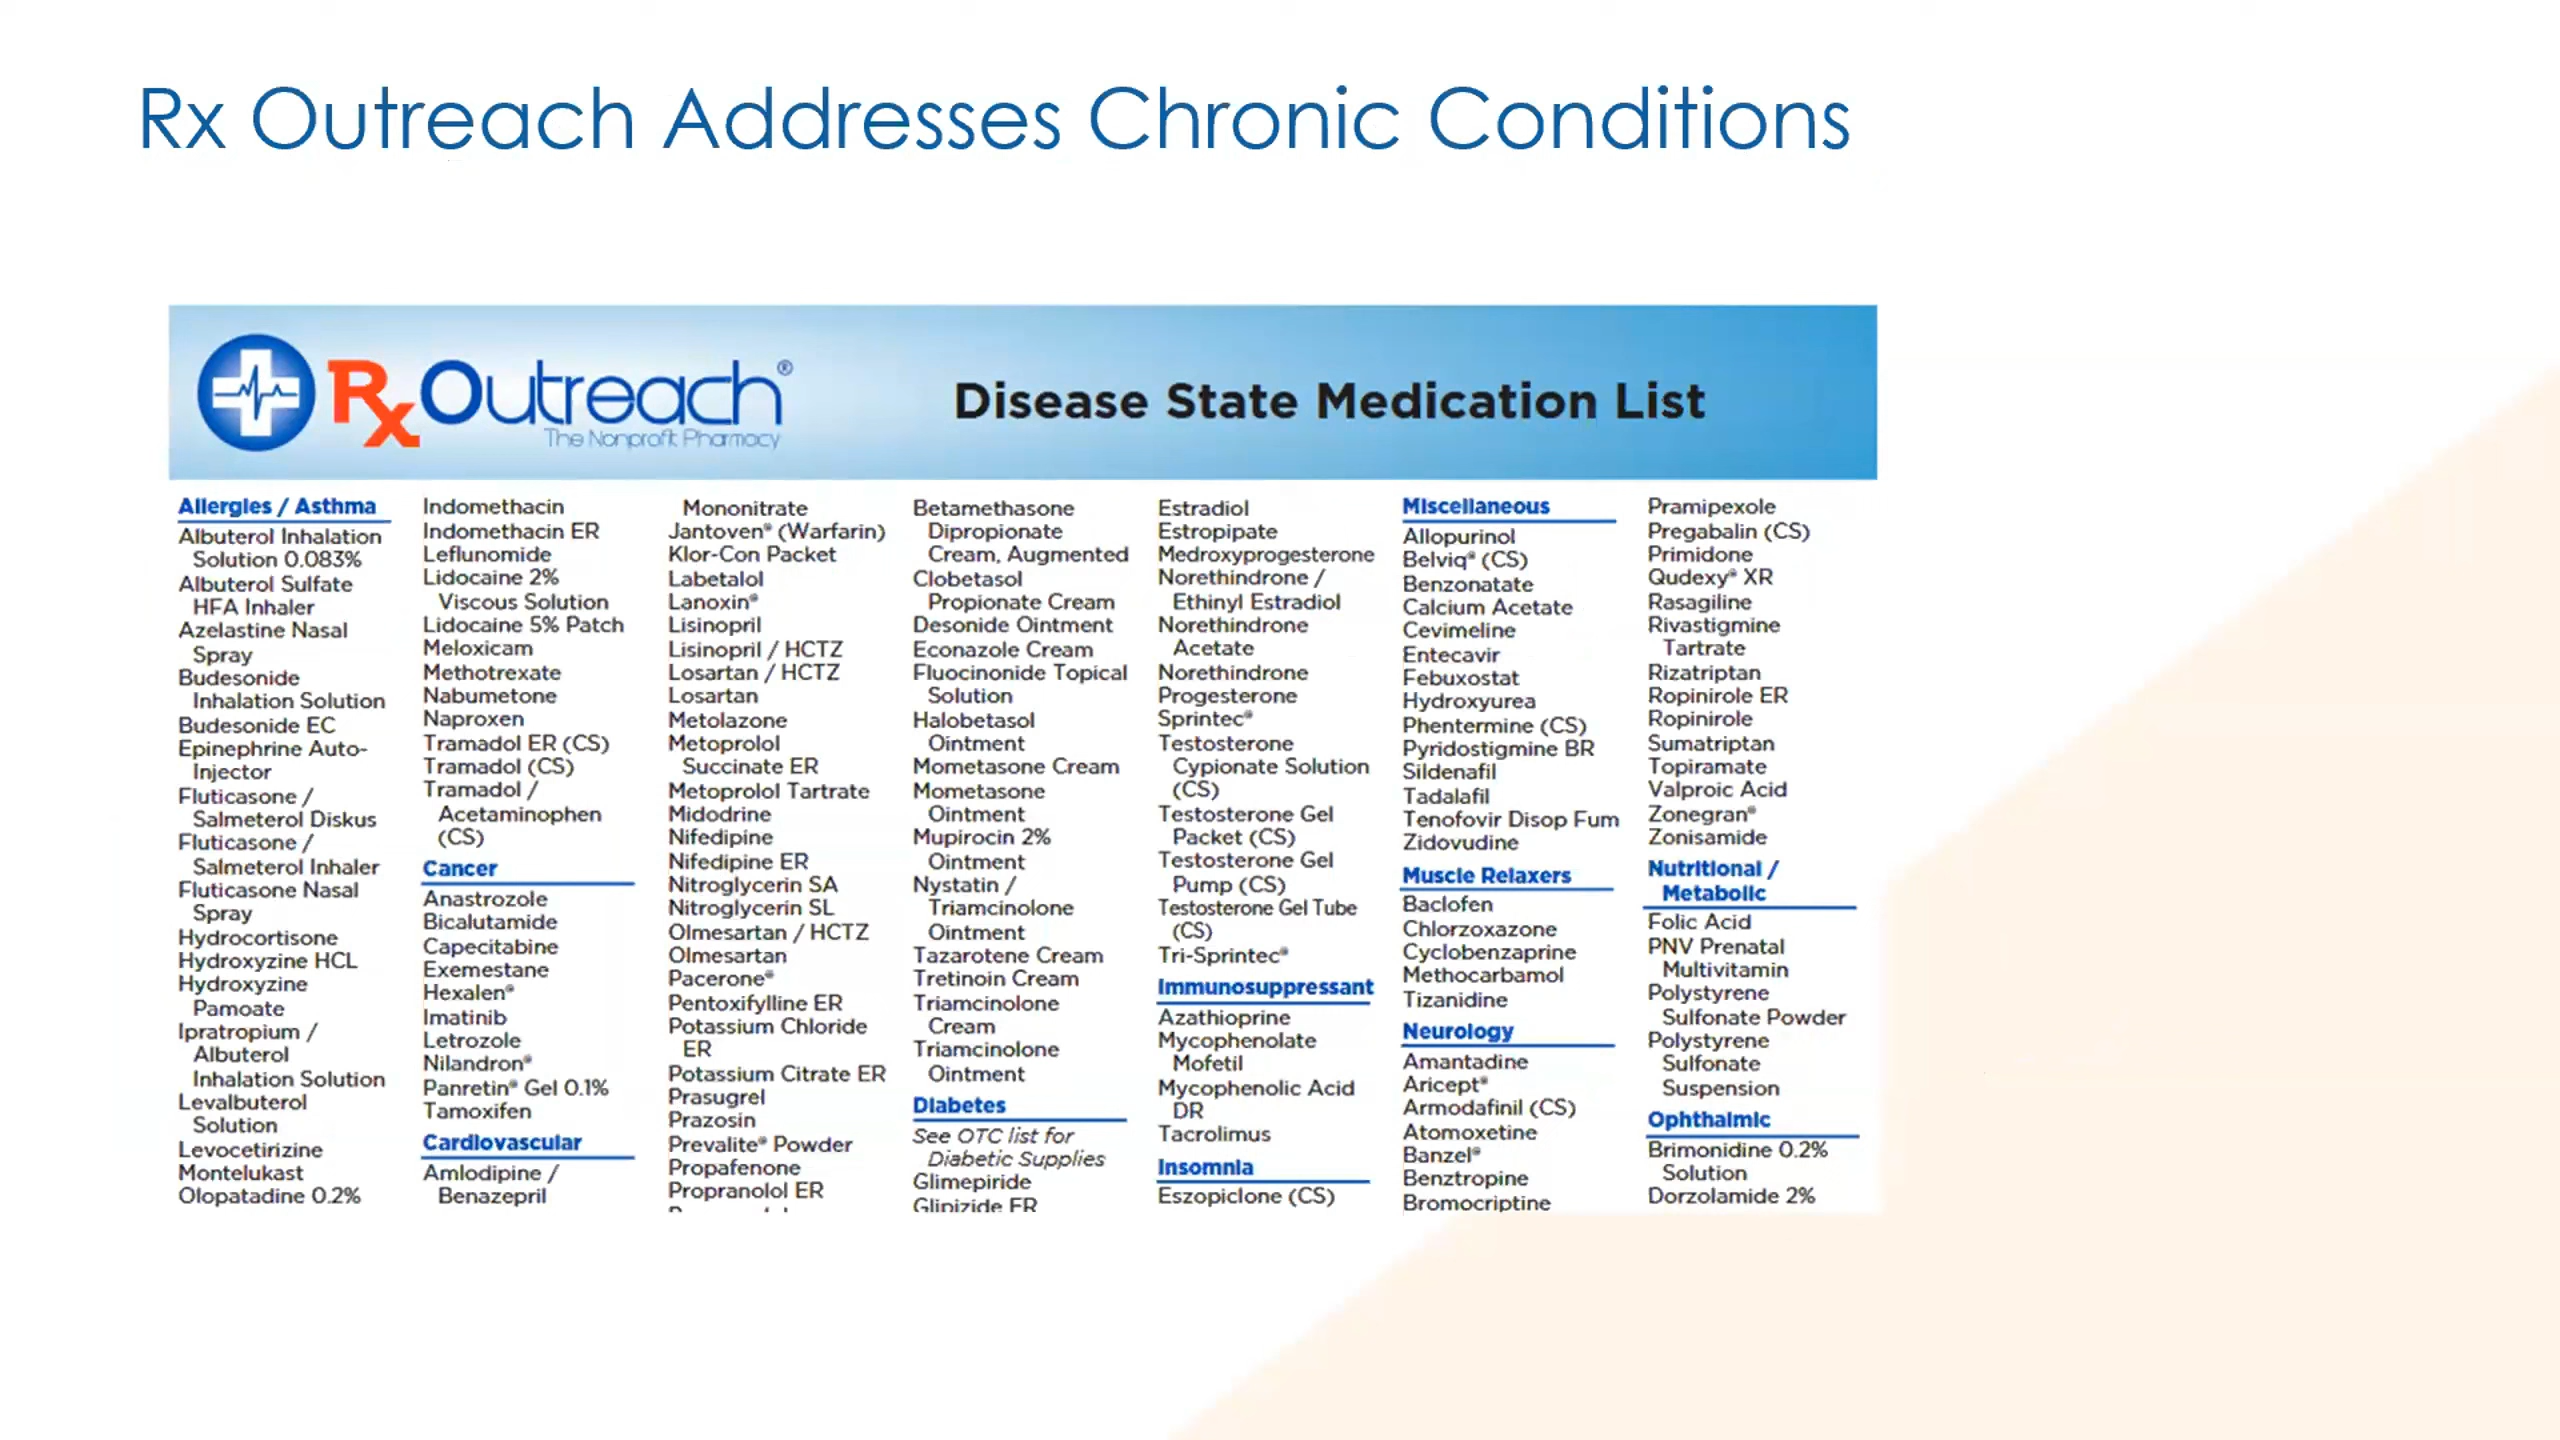 Rx Outreach Addresses Chronic Conditions
RxOutreach®
The Nonprofit Pharmacy
Disease State Medication List
Allergies / Asthma
Albuterol Inhalation
Solution 0.083%
Albuterol Sulfate
HFA Inhaler
Azelastine Nasal
Spray
Budesonide
Inhalation Solution
Budesonide EC
Epinephrine Auto-
Injector
Fluticasone /
Salmeterol Diskus
Fluticasone /
Salmeterol Inhaler
Fluticasone Nasal
Spray
Hydrocortisone
Hydroxyzine HCL
Hydroxyzine
Pamoate
Ipratropium /
Albuterol
Inhalation Solution
Levalbuterol
Solution
Levocetirizine
Montelukast
Olopatadine 0.2%
Indomethacin
Indomethacin ER
Leflunomide
Lidocaine 2%
Viscous Solution
Lidocaine 5% Patch
Meloxicam
Methotrexate
Nabumetone
Naproxen
Tramadol ER (CS)
Tramadol (CS)
Tramadol /
Acetaminophen
(CS)
Cancer
Anastrozole
Bicalutamide
Capecitabine
Exemestane
Hexalen®
Imatinib
Letrozole
Nilandron®
Panretin® Gel 0.1%
Tamoxifen
Cardiovascular
Amlodipine /
Benazepril
Mononitrate
Jantoven® (Warfarin)
Klor-Con Packet
Labetalol
Lanoxin®
Lisinopril
Lisinopril / HCTZ
Losartan / HCTZ
Losartan
Metolazone
Metoprolol
Succinate ER
Metoprolol Tartrate
Midodrine
Nifedipine
Nifedipine ER
Nitroglycerin SA
Nitroglycerin SL
Olmesartan / HCTZ
Olmesartan
Pacerone®
Pentoxifylline ER
Potassium Chloride
ER
Potassium Citrate ER
Prasugrel
Prazosin
Prevalite® Powder
Propafenone
Propranolol ER
Betamethasone
Dipropionate
Cream, Augmented
Clobetasol
Propionate Cream
Desonide Ointment
Econazole Cream
Fluocinonide Topical
Solution
Halobetasol
Ointment
Mometasone Cream
Mometasone
Ointment
Mupirocin 2%
Ointment
Nystatin /
Triamcinolone
Ointment
Tazarotene Cream
Tretinoin Cream
Triamcinolone
Cream
Triamcinolone
Ointment
Diabetes
See OTC list for
Diabetic Supplies
Glimepiride
Glipizide ER
Estradiol
Estropipate
Medroxyprogesterone
Norethindrone /
Ethinyl Estradiol
Norethindrone
Acetate
Norethindrone
Progesterone
Sprintec®
Testosterone
Cypionate Solution
(CS)
Testosterone Gel
Packet (CS)
Testosterone Gel
Pump (CS)
Testosterone Gel Tube
(CS)
Tri-Sprintec®
Immunosuppressant
Azathioprine
Mycophenolate
Mofetil
Mycophenolic Acid
DR
Tacrolimus
Insomnia
Eszopiclone (CS)
Miscellaneous
Allopurinol
Belviq® (CS)
Benzonatate
Calcium Acetate
Cevimeline
Entecavir
Febuxostat
Hydroxyurea
Phentermine (CS)
Pyridostigmine BR
Sildenafil
Tadalafil
Tenofovir Disop Fum
Zidovudine
Muscle Relaxers
Baclofen
Chlorzoxazone
Cyclobenzaprine
Methocarbamol
Tizanidine
Neurology
Amantadine
Aricept®
Armodafinil (CS)
Atomoxetine
Banzel®
Benztropine
Bromocriptine
Pramipexole
Pregabalin (CS)
Primidone
Qudexy® XR
Rasagiline
Rivastigmine
Tartrate
Rizatriptan
Ropinirole ER
Ropinirole
Sumatriptan
Topiramate
Valproic Acid
Zonegran®
Zonisamide
Nutritional /
Metabolic
Folic Acid
PNV Prenatal
Multivitamin
Polystyrene
Sulfonate Powder
Polystyrene
Sulfonate
Suspension
Ophthalmic
Brimonidine 0.2%
Solution
Dorzolamide 2%